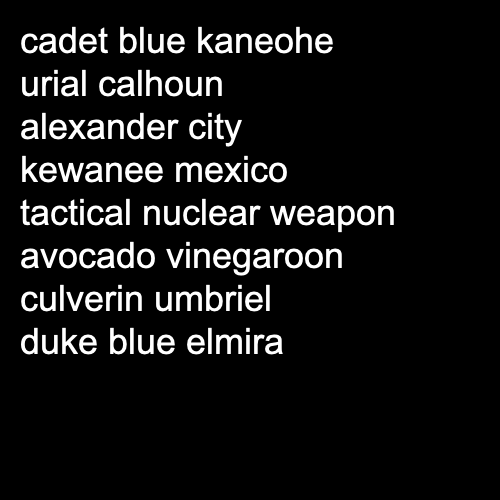 cadet blue kaneohe
urial calhoun
alexander city
kewanee mexico
tactical nuclear weapon
avocado vinegaroon
culverin umbriel
duke blue elmira